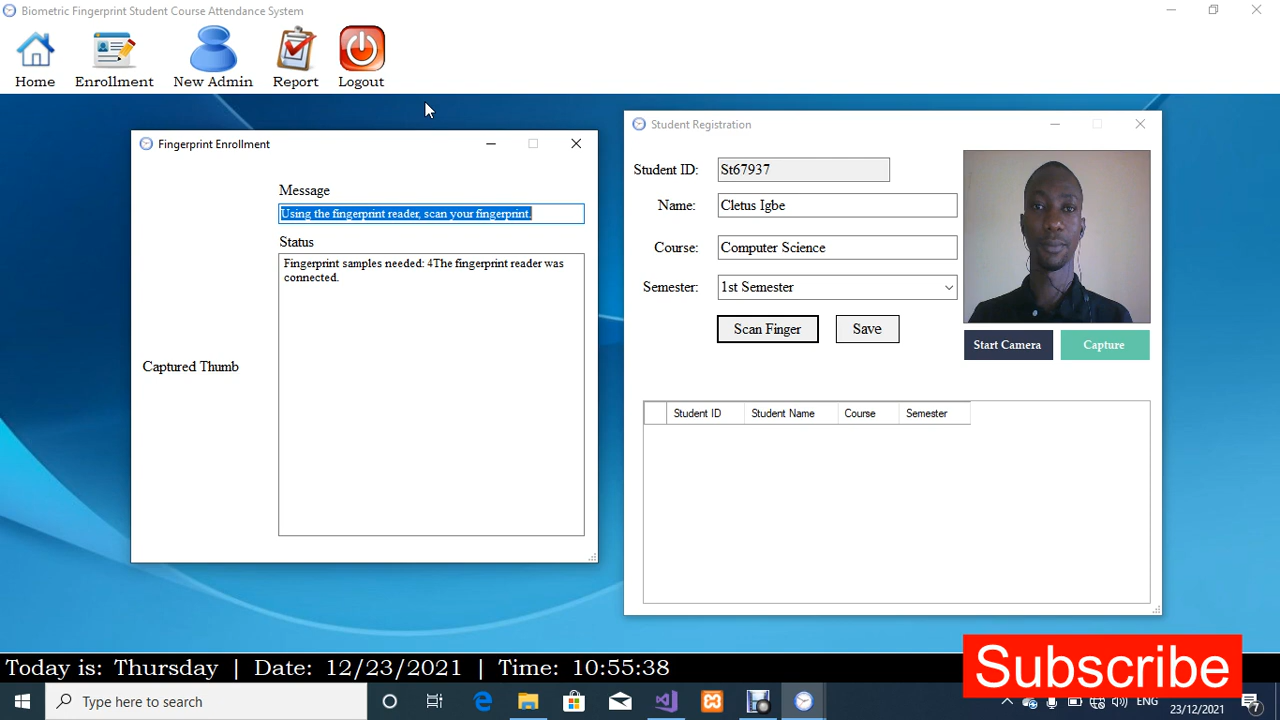 Biometric Fingerprint Student Course Attendance System
Home
Enrollment
New Admin
Report
Logout
Fingerprint Enrollment
Message
Using the fingerprint reader, scan your fingerprint.
Status
Fingerprint samples needed: 4The fingerprint reader was
connected.
Captured Thumb
Student Registration
Student ID: St67937
Name: Cletus Igbe
Course: Computer Science
Semester: 1st Semester
Scan Finger
Save
Start Camera
Capture
Student ID
Student Name
Course
Semester
Today is: Thursday | Date: 12/23/2021 | Time: 10:55:38
Subscribe
Type here to search
ENG
23/12/2021
7